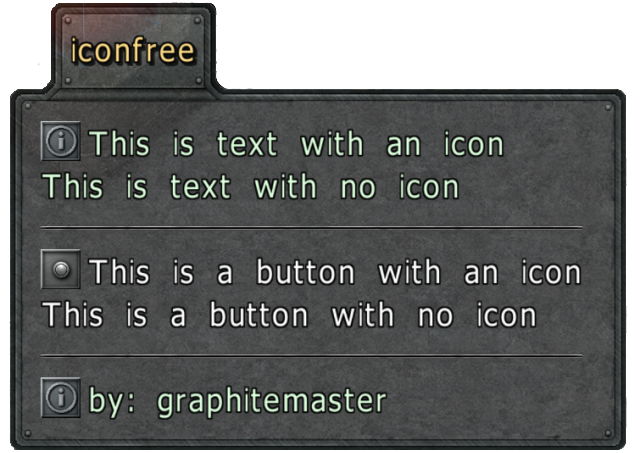 iconfree
This is text with an icon
This is text with no icon
This is a button with an icon
This is a button with no icon
by: graphitemaster